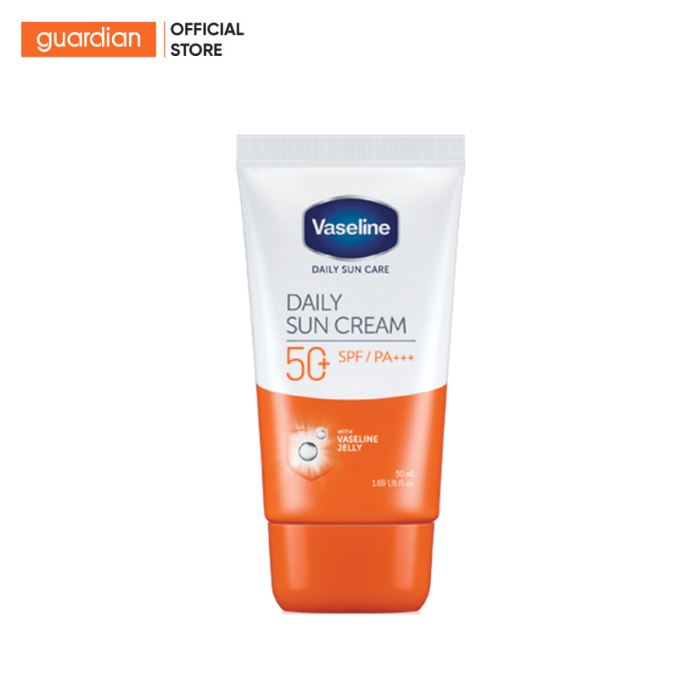 guardian
OFFICIAL
STORE
Vaseline
DAILY SUN CARE
DAILY
SUN CREAM
50+ SPF / PA+++
WITH
VASELINE
JELLY
50 mL
1.69 US fl.oz.